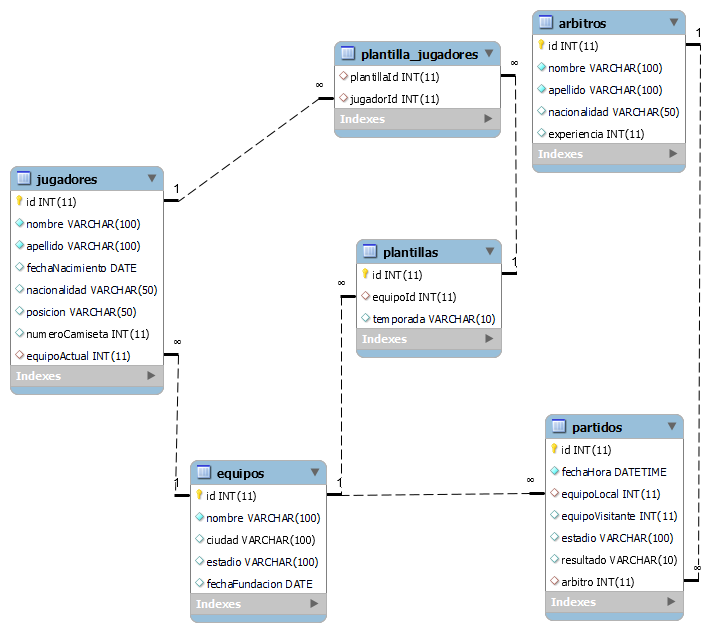 plantilla_jugadores
plantillaId INT(11)
jugadorId INT(11)
Indexes
arbitros
id INT(11)
nombre VARCHAR(100)
apellido VARCHAR(100)
nacionalidad VARCHAR(50)
experiencia INT(11)
Indexes
jugadores
id INT(11)
nombre VARCHAR(100)
apellido VARCHAR(100)
fechaNacimiento DATE
nacionalidad VARCHAR(50)
posicion VARCHAR(50)
numeroCamiseta INT(11)
equipoActual INT(11)
Indexes
plantillas
id INT(11)
equipoId INT(11)
temporada VARCHAR(10)
Indexes
equipos
id INT(11)
nombre VARCHAR(100)
ciudad VARCHAR(100)
estadio VARCHAR(100)
fechaFundacion DATE
Indexes
partidos
id INT(11)
fechaHora DATETIME
equipoLocal INT(11)
equipoVisitante INT(11)
estadio VARCHAR(100)
resultado VARCHAR(10)
arbitro INT(11)
Indexes
1
∞
∞
1
1
∞
∞
1
∞
1
∞